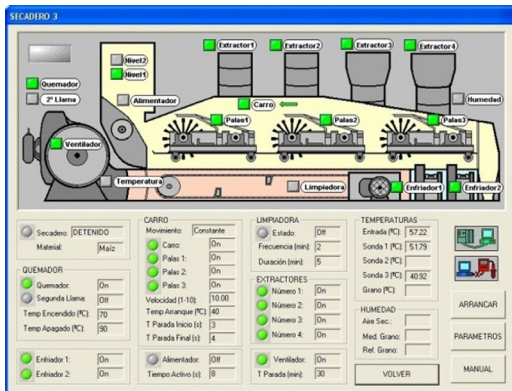 SECADERO 3
Extractor1
Extractor2
Extractor3
Extractor4
Nivel2
Nivel1
Quemador
2ª Llama
Alimentador
Carro
Humedad
Palas1
Palas2
Palas3
Ventilador
Temperatura
Limpiadora
Enfriador1
Enfriador2
Secadero: DETENIDO
Material: Maíz
QUEMADOR
Quemador: On
Segunda Llama: Off
Temp Encendido (ºC): 70
Temp Apagado (ºC): 90
Enfriador 1: On
Enfriador 2: On
CARRO
Movimiento: Constante
Carro: On
Palas 1: On
Palas 2: On
Palas 3: On
Velocidad (1-10): 10.00
Temp Arranque (ºC): 40
T Parada Inicio (s): 3
T Parada Final (s): 4
Alimentador: Off
Tiempo Activo (s): 8
LIMPIADORA
Estado: Off
Frecuencia (min): 2
Duración (min): 5
EXTRACTORES
Número 1: On
Número 2: On
Número 3: On
Número 4: On
Ventilador: On
T Parada (min): 30
TEMPERATURAS
Entrada (ºC): 57.22
Sonda 1 (ºC): 51.79
Sonda 2 (ºC):
Sonda 3 (ºC): 40.92
Grano (ºC):
HUMEDAD
Aire Sec.:
Med. Grano:
Ref. Grano:
VOLVER
ARRANCAR
PARAMETROS
MANUAL